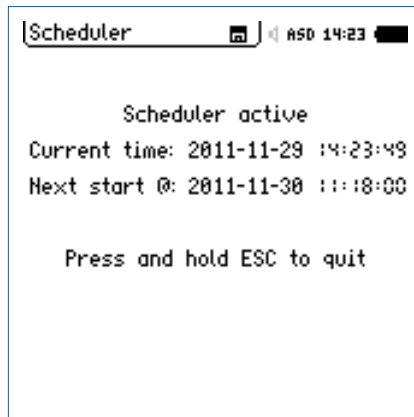 Scheduler ASD 14:23
Scheduler active
Current time: 2011-11-29 14:23:49
Next start @: 2011-11-30 11:18:00
Press and hold ESC to quit